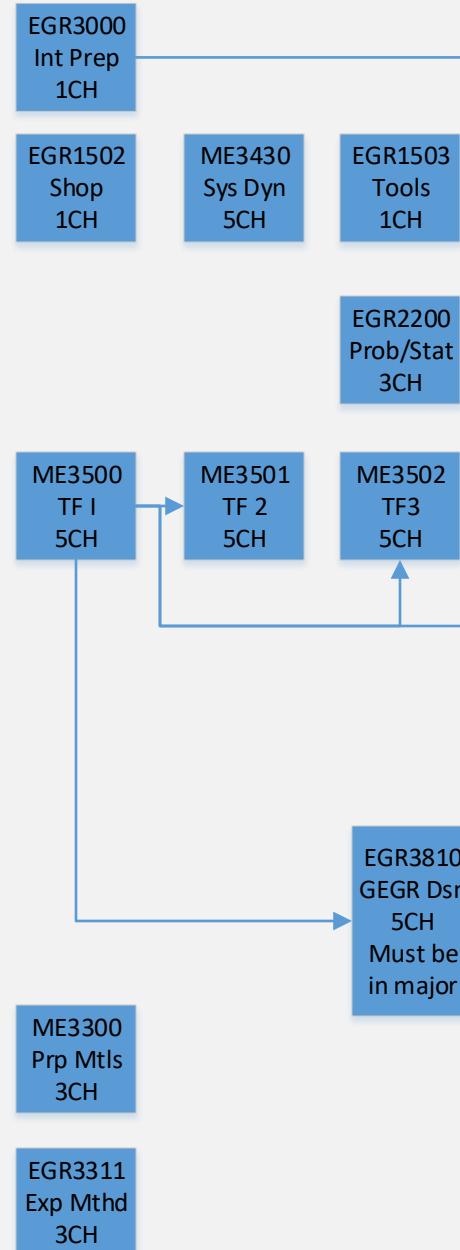 EGR3000
Int Prep
1CH
EGR1502
Shop
1CH
ME3430
Sys Dyn
5CH
EGR1503
Tools
1CH
EGR2200
Prob/Stat
3CH
ME3500
TF I
5CH
ME3501
TF 2
5CH
ME3502
TF3
5CH
EGR3810
GEGR Dsr
5CH
Must be
in major
ME3300
Prp Mtls
3CH
EGR3311
Exp Mthd
3CH